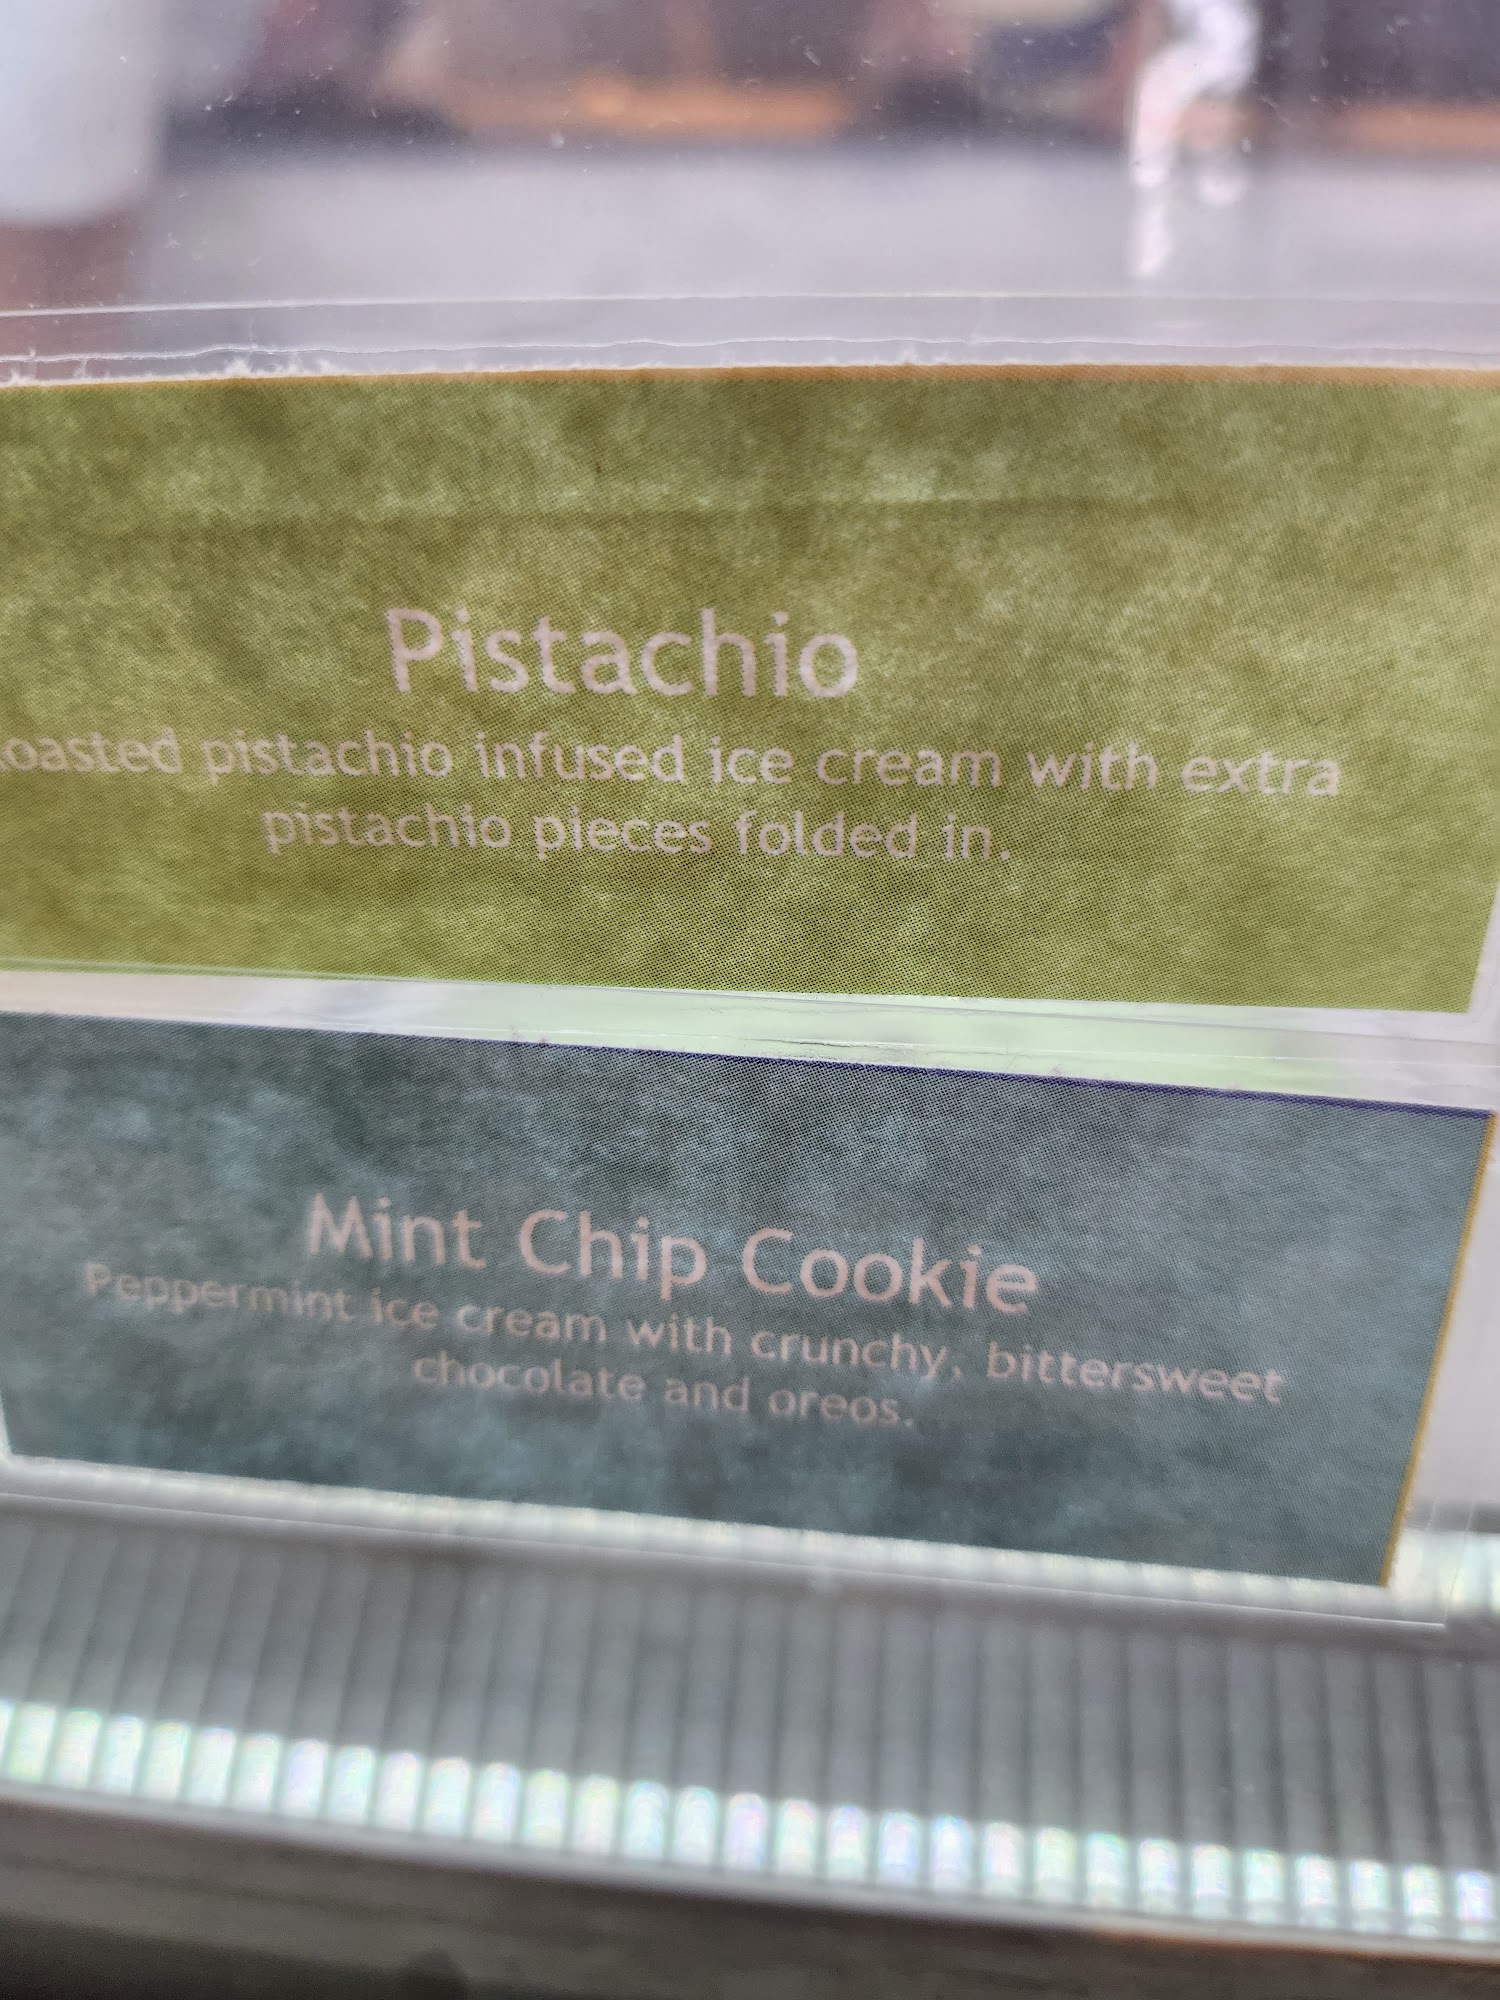 Pistachio
oasted pistachio infused ice cream with extra
pistachio pieces folded in.
Mint Chip Cookie
Peppermint ice cream with crunchy, bittersweet
chocolate and oreos.